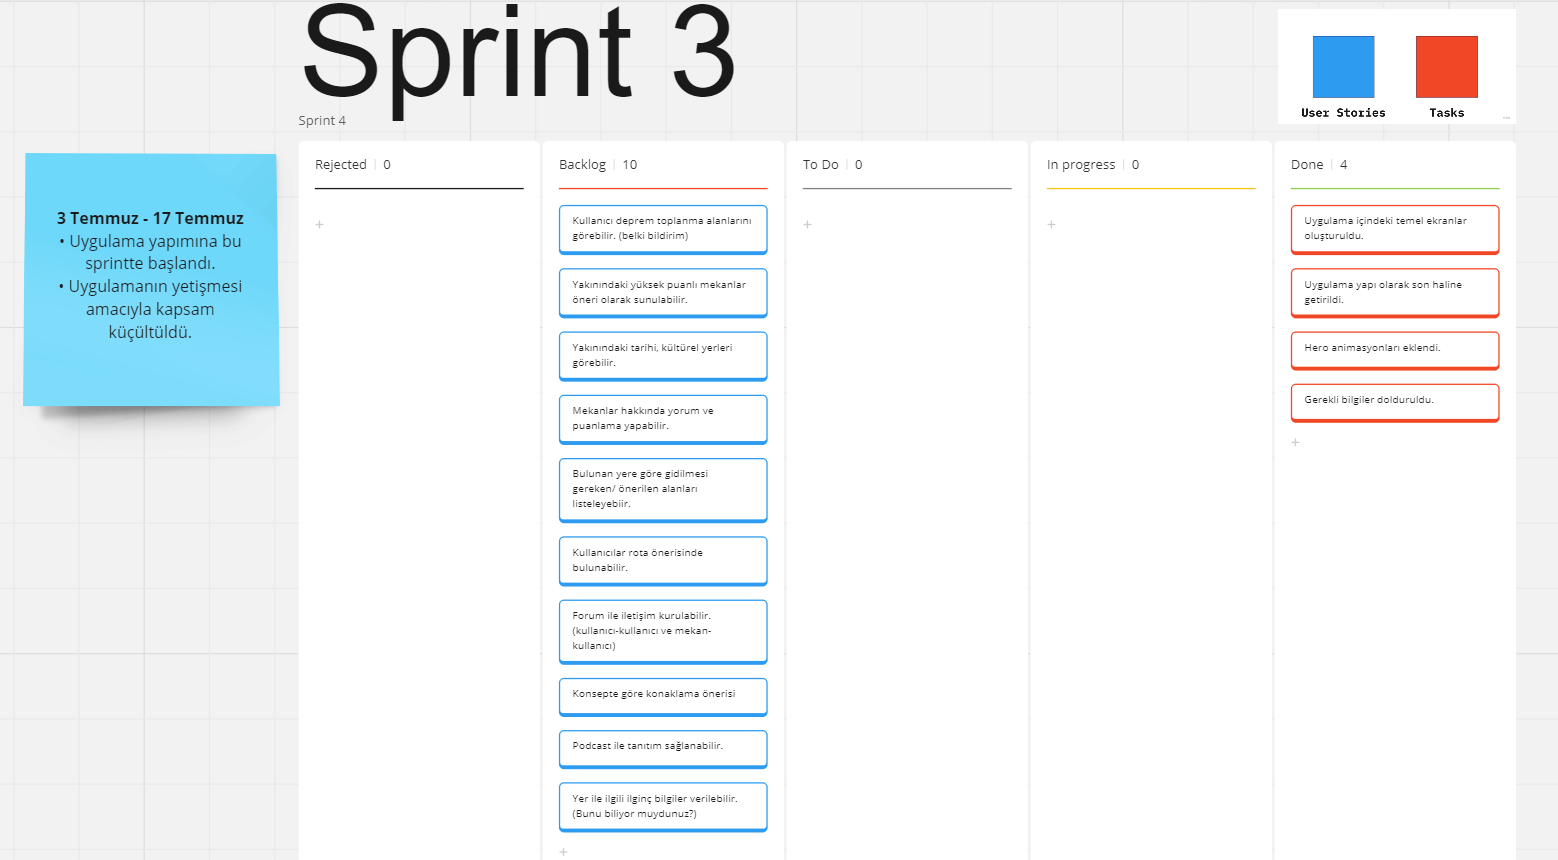 Sprint 3
User Stories
Tasks
Sprint 4
3 Temmuz - 17 Temmuz
• Uygulama yapımına bu
sprintte başlandı.
• Uygulamanın yetişmesi
amacıyla kapsam
küçültüldü.
Rejected | 0
+
Backlog | 10
Kullanıcı deprem toplanma alanlarını
görebilir. (belki bildirim)
Yakınındaki yüksek puanlı mekanlar
öneri olarak sunulabilir.
Yakınındaki tarihi, kültürel yerleri
görebilir.
Mekanlar hakkında yorum ve
puanlama yapabilir.
Bulunan yere göre gidilmesi
gereken/ önerilen alanları
listeleyebiir.
Kullanıcılar rota önerisinde
bulunabilir.
Forum ile iletişim kurulabilir.
(kullanıcı-kullanıcı ve mekan-
kullanıcı)
Konsepte göre konaklama önerisi
Podcast ile tanıtım sağlanabilir.
Yer ile ilgili ilginç bilgiler verilebilir.
(Bunu biliyor muydunuz?)
+
To Do | 0
+
In progress | 0
+
Done | 4
Uygulama içindeki temel ekranlar
oluşturuldu.
Uygulama yapı olarak son haline
getirildi.
Hero animasyonları eklendi.
Gerekli bilgiler dolduruldu.
+